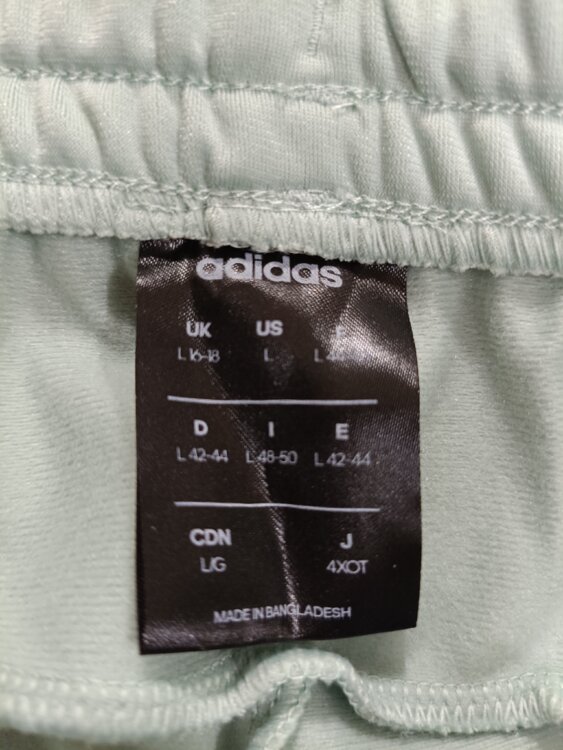 adidas
UK US F
L 16-18 L L
D I E
L 42-44 L 48-50 L 42-44
CDN J
L/G 4XOT
MADE IN BANGLADESH